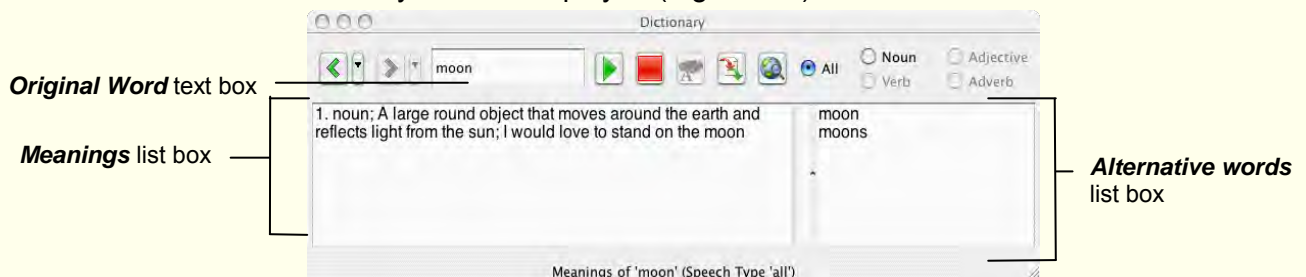 Dictionary
moon
All
Noun
Adjective
Verb
Adverb
Original Word text box
1. noun; A large round object that moves around the earth and
reflects light from the sun; I would love to stand on the moon
moon
moons
Meanings list box
Alternative words
list box
Meanings of 'moon' (Speech Type 'all')